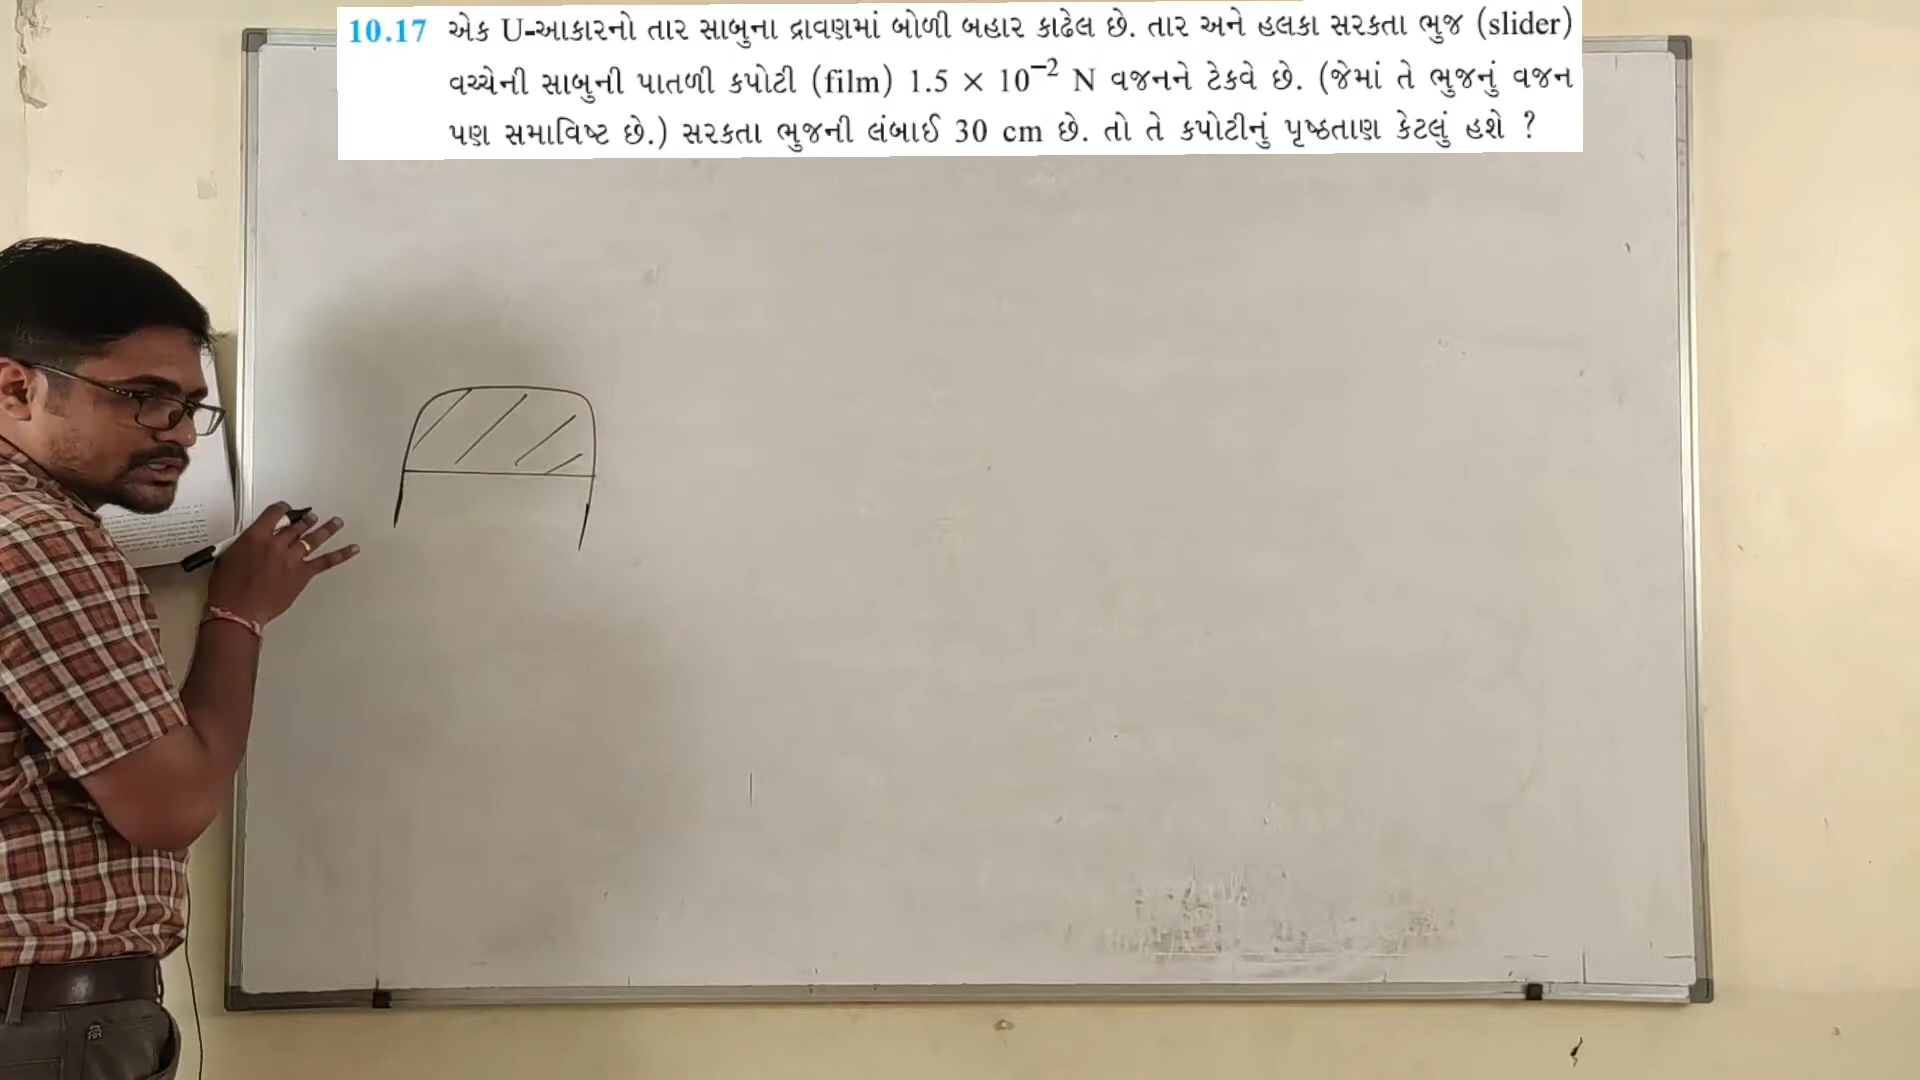 10.17 એક U-આકારનો તાર સાબુના દ્રાવણમાં બોળી બહાર કાઢેલ છે. તાર અને હલકા સરકતા ભુજ (slider)
વચ્ચેની સાબુની પાતળી કપોટી (film) 1.5 × 10⁻² N વજનને ટેકવે છે. (જેમાં તે ભુજનું વજન
પણ સમાવિષ્ટ છે.) સરકતા ભુજની લંબાઈ 30 cm છે. તો તે કપોટીનું પૃષ્ઠતાણ કેટલું હશે ?